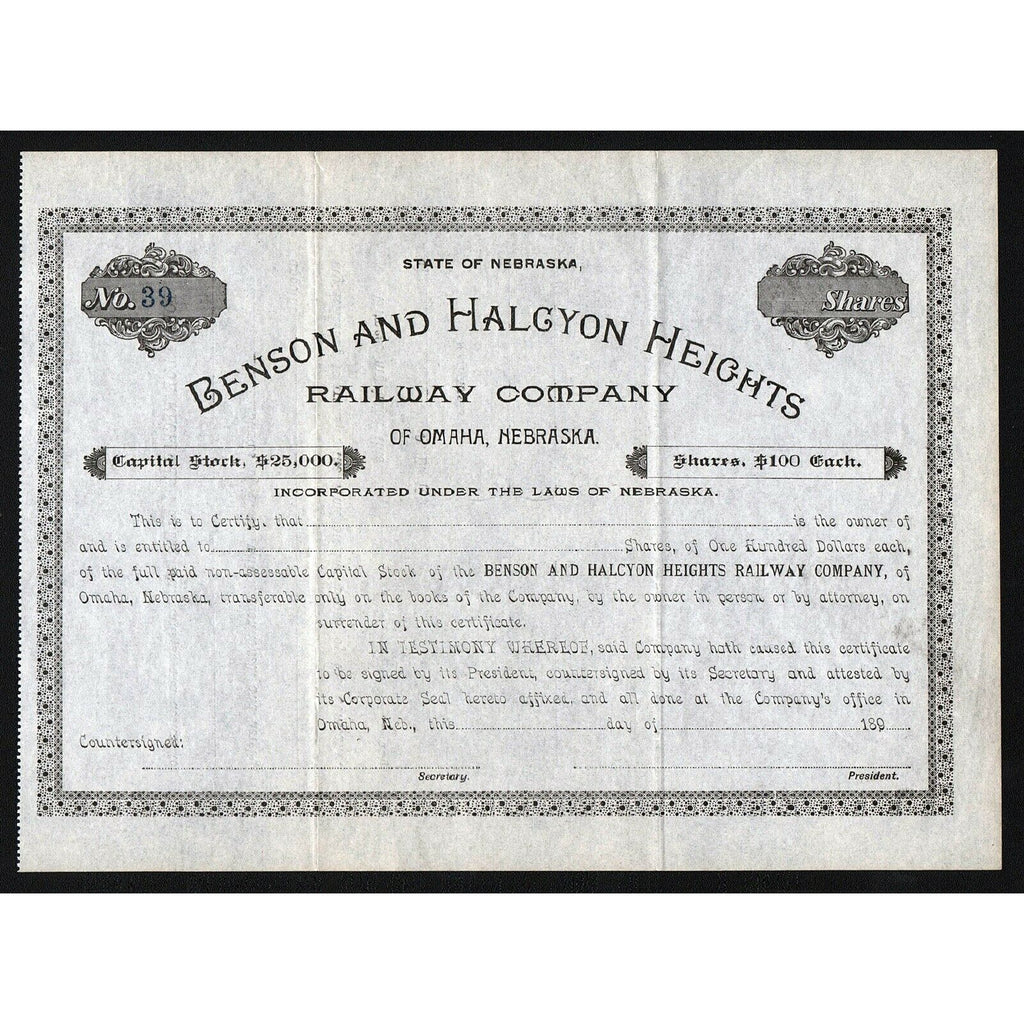 STATE OF NEBRASKA,
No. 39
Shares
BENSON AND HALCYON HEIGHTS
RAILWAY COMPANY
OF OMAHA, NEBRASKA.
Capital Stock, $25,000.
Shares, $100 Each.
INCORPORATED UNDER THE LAWS OF NEBRASKA.
This is to Certify, that is the owner of
and is entitled to Shares, of One Hundred Dollars each,
of the full paid non-assessable Capital Stock of the BENSON AND HALCYON HEIGHTS RAILWAY COMPANY, of
Omaha, Nebraska, transferable only on the books of the Company, by the owner in person or by attorney, on
surrender of this certificate.
IN TESTIMONY WHEREOF, said Company hath caused this certificate
to be signed by its President, countersigned by its Secretary and attested by
its Corporate Seal hereto affixed, and all done at the Company's office in
Omaha, Neb., this day of 189
Countersigned:
Secretary.
President.